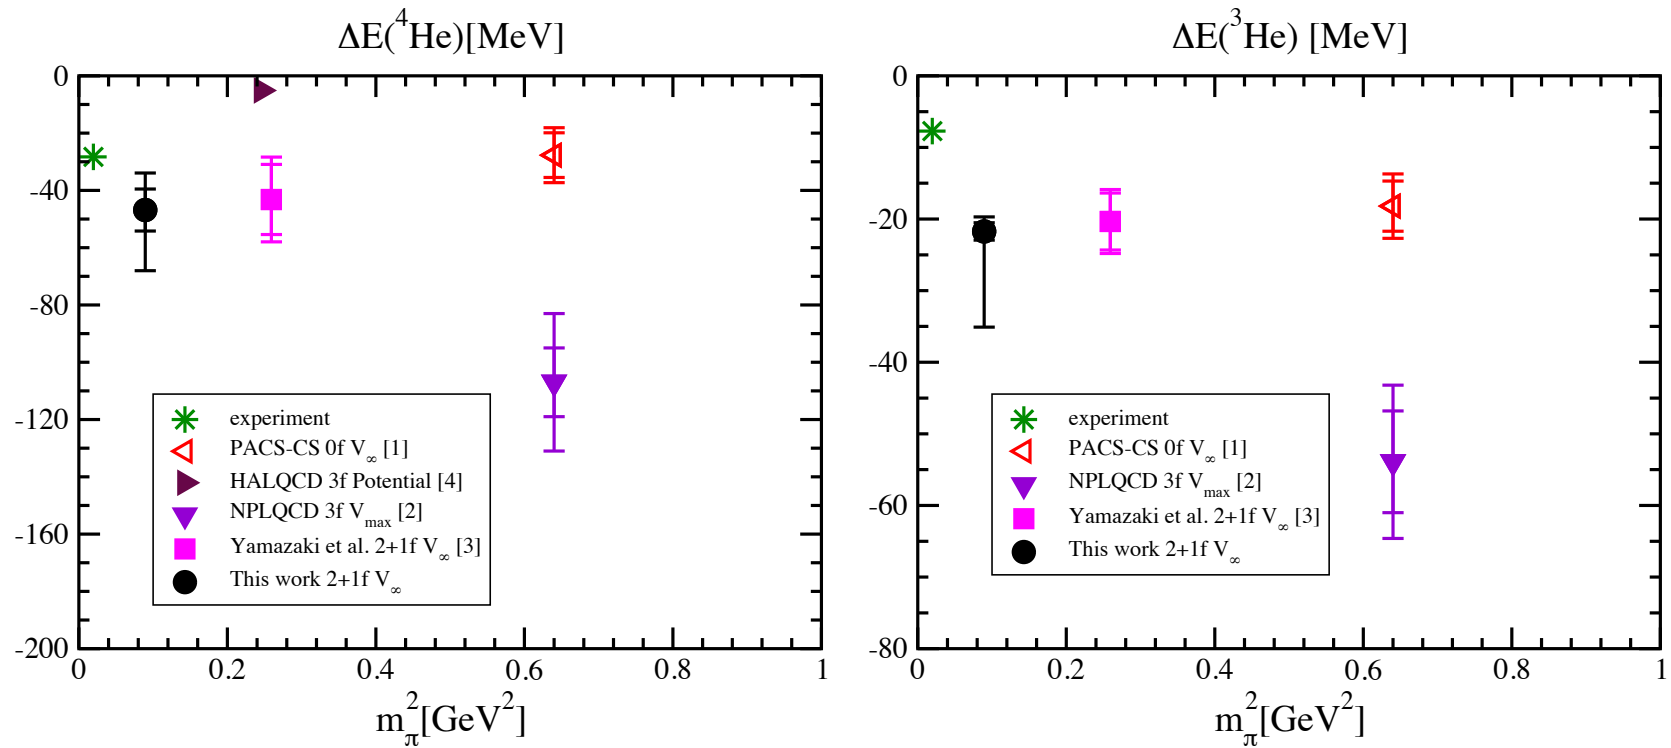 ΔE(⁴He)[MeV]
0
-40
-80
-120
-160
-200
0
0.2
0.4
0.6
0.8
1
m²π[GeV²]
experiment
PACS-CS 0f V∞ [1]
HALQCD 3f Potential [4]
NPLQCD 3f Vmax [2]
Yamazaki et al. 2+1f V∞ [3]
This work 2+1f V∞
ΔE(³He) [MeV]
0
-20
-40
-60
-80
0
0.2
0.4
0.6
0.8
1
m²π[GeV²]
experiment
PACS-CS 0f V∞ [1]
NPLQCD 3f Vmax [2]
Yamazaki et al. 2+1f V∞ [3]
This work 2+1f V∞